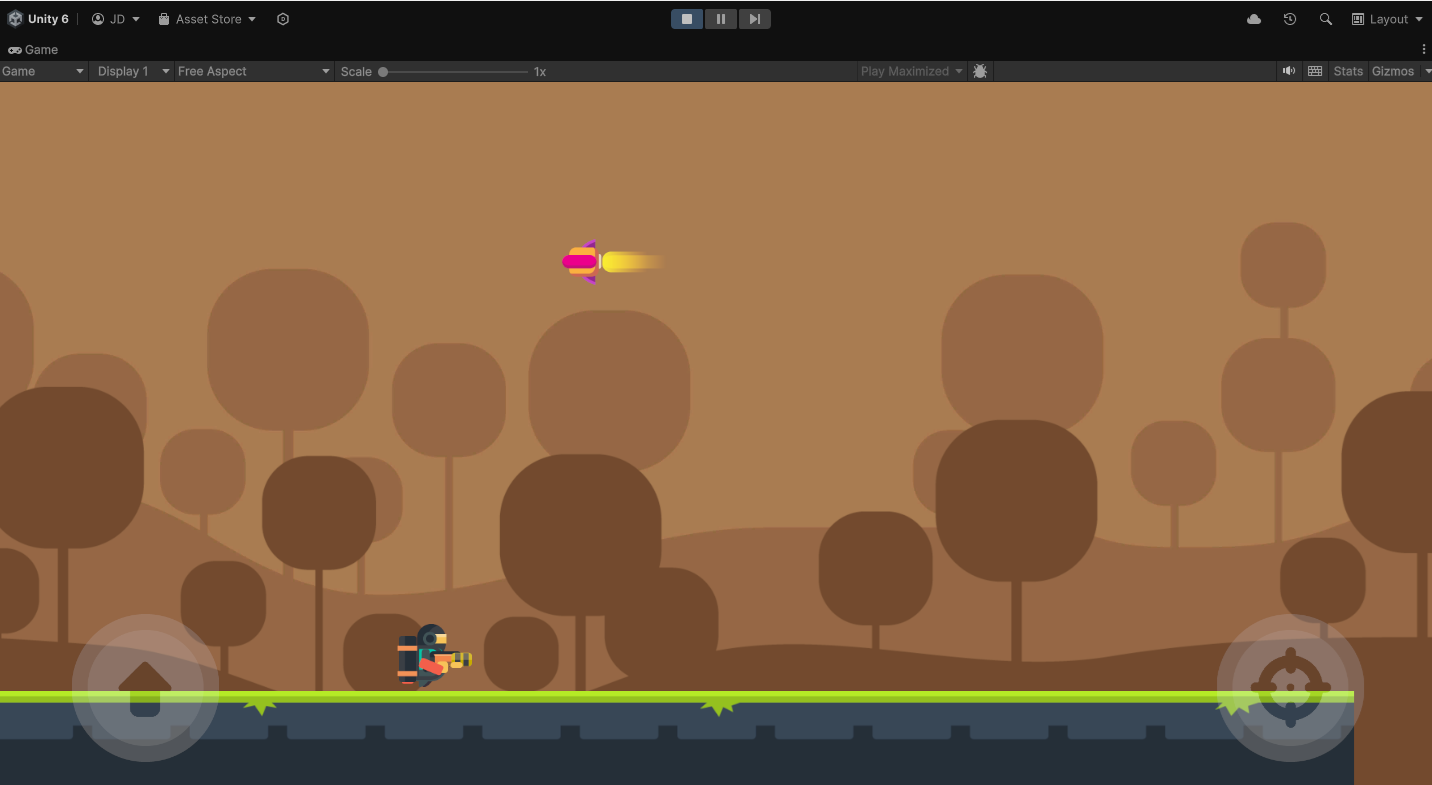 Unity 6 JD Asset Store Layout
Game
Game Display 1 Free Aspect Scale 1x Play Maximized Stats Gizmos